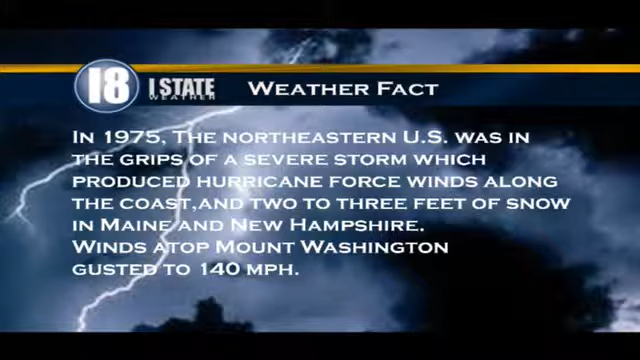 18 I STATE WEATHER WEATHER FACT
IN 1975, THE NORTHEASTERN U.S. WAS IN
THE GRIPS OF A SEVERE STORM WHICH
PRODUCED HURRICANE FORCE WINDS ALONG
THE COAST,AND TWO TO THREE FEET OF SNOW
IN MAINE AND NEW HAMPSHIRE.
WINDS ATOP MOUNT WASHINGTON
GUSTED TO 140 MPH.